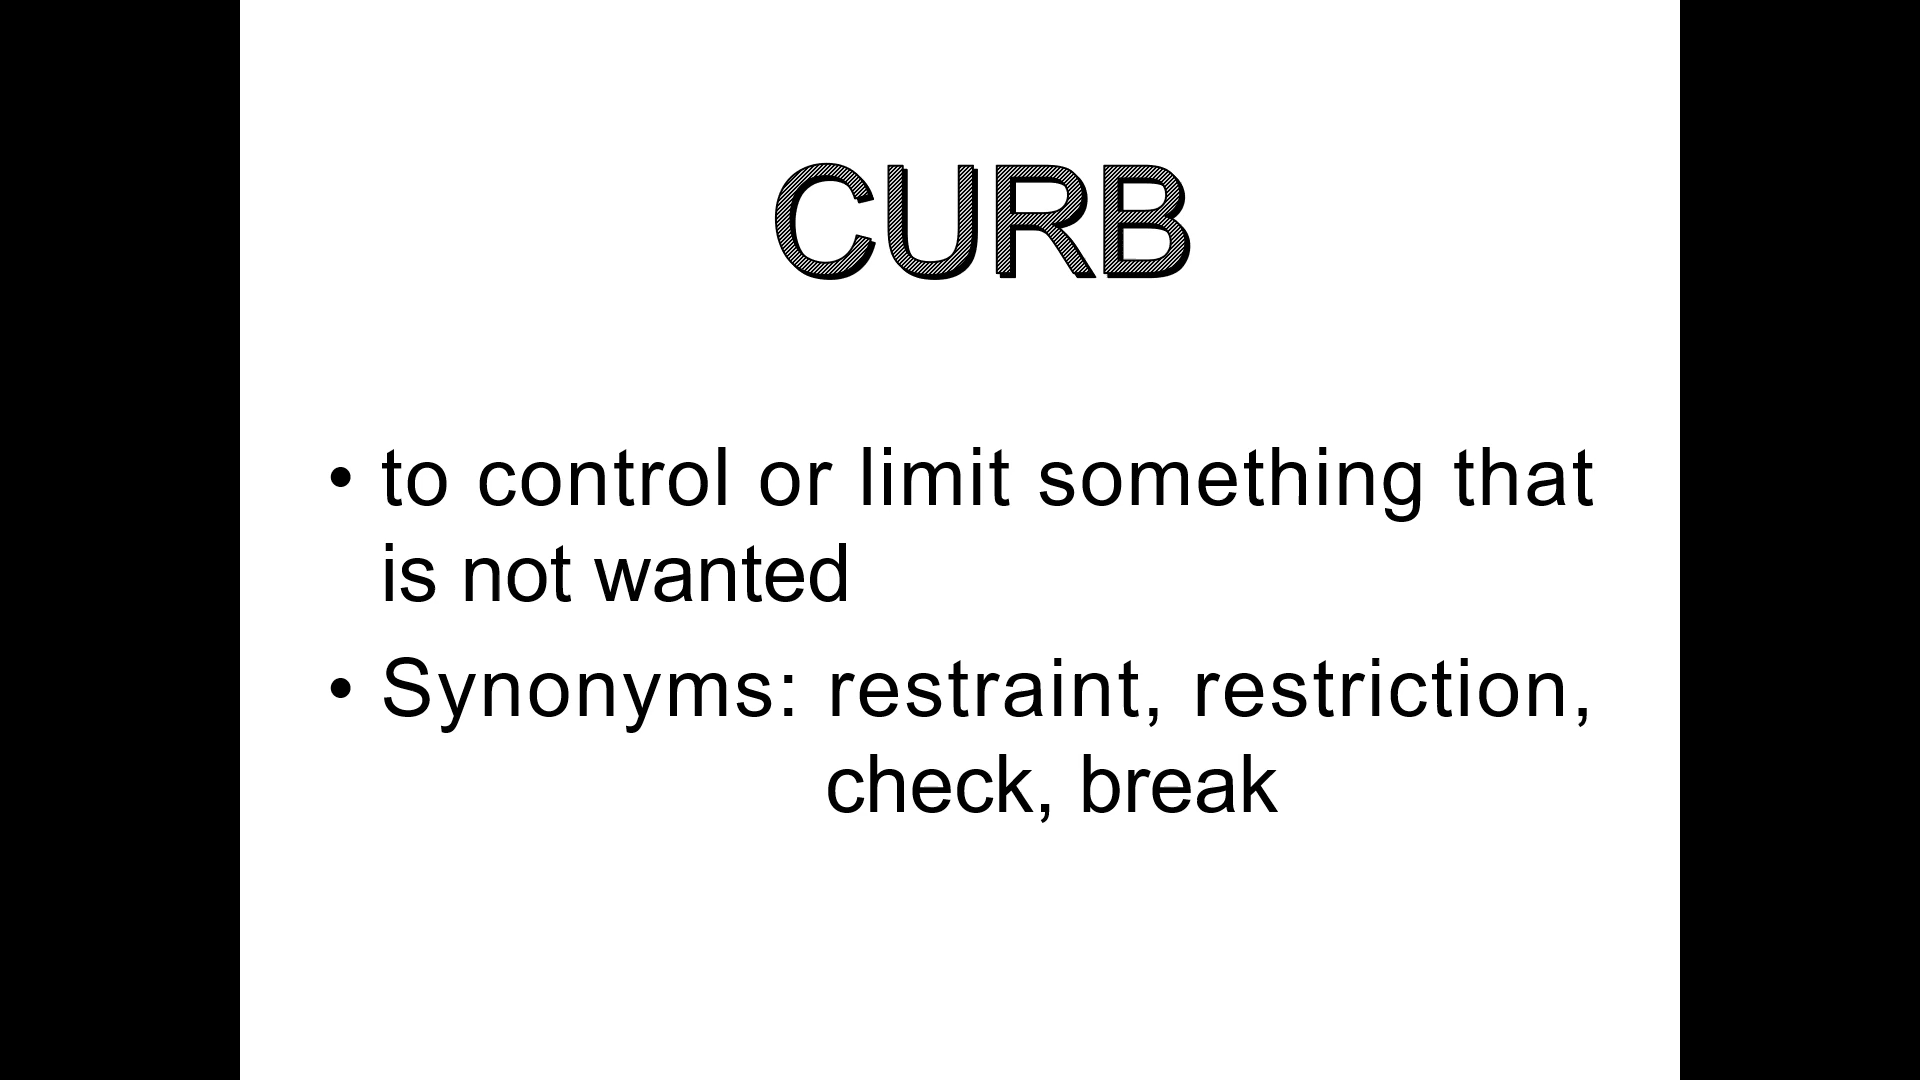 CURB
• to control or limit something that
is not wanted
• Synonyms: restraint, restriction,
check, break